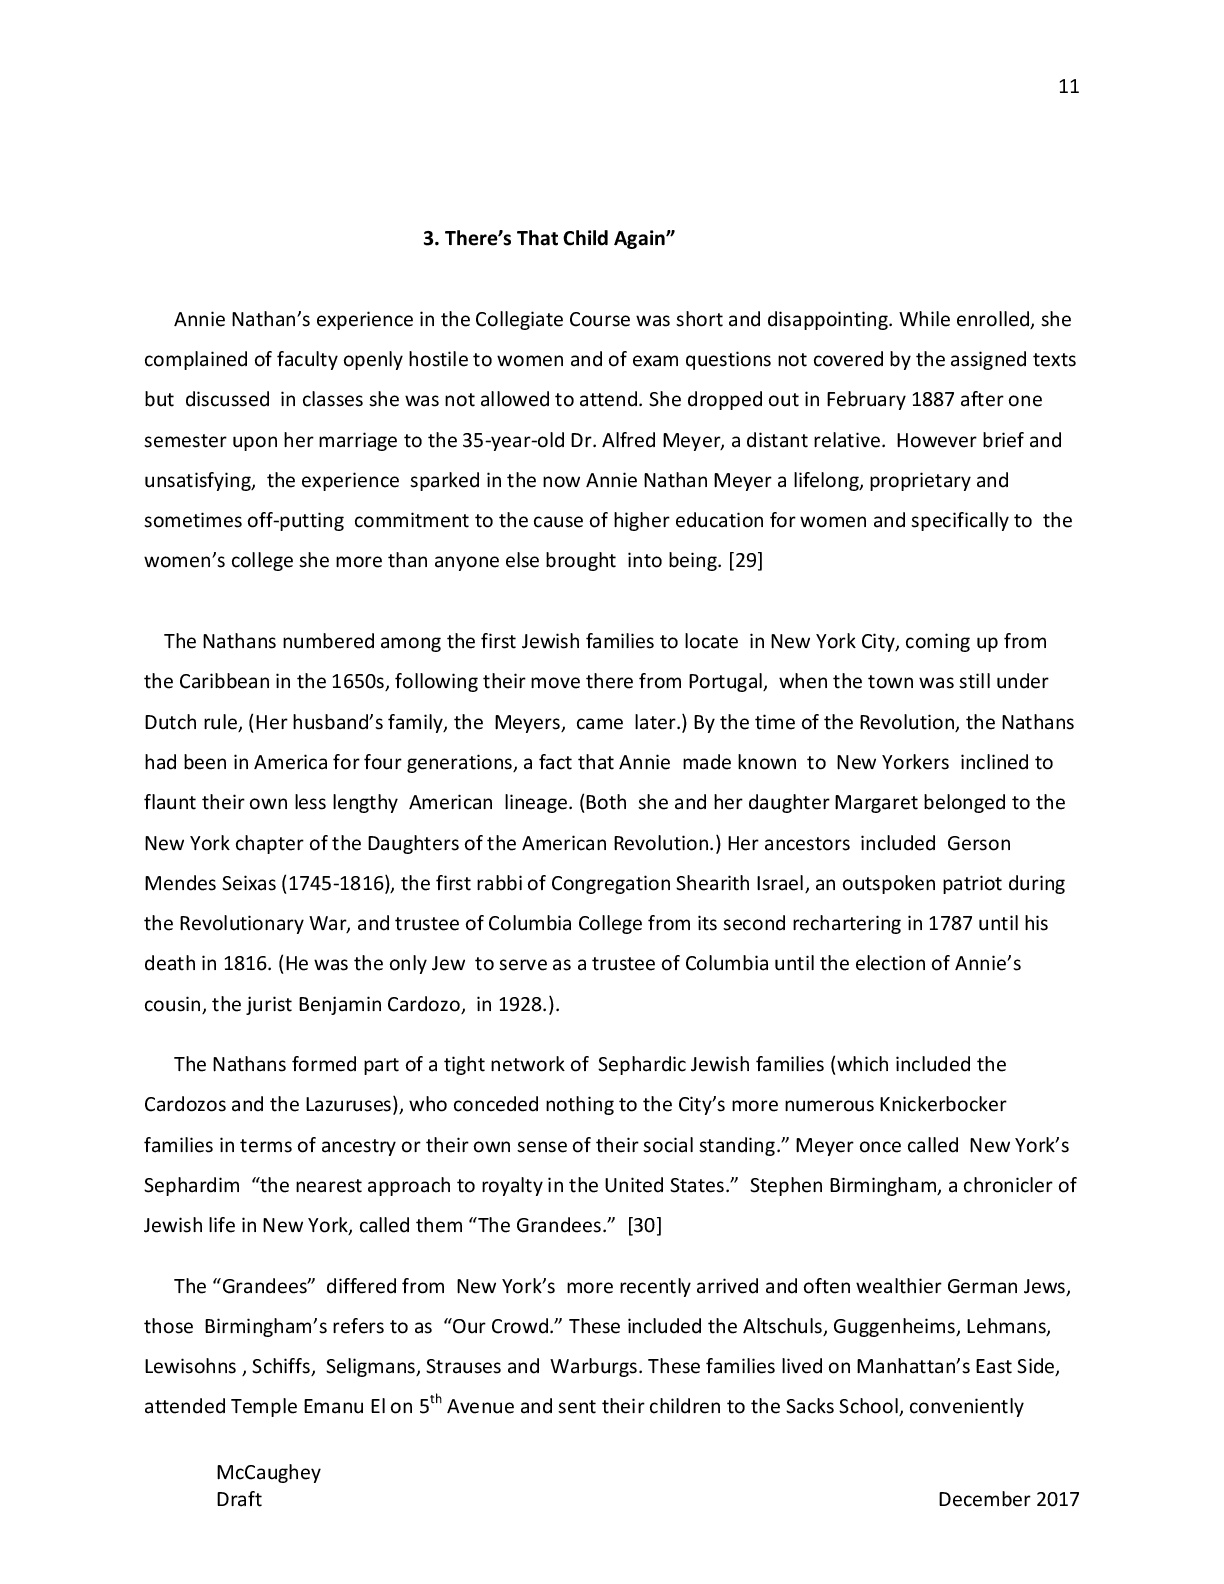 11
3. There’s That Child Again”
Annie Nathan’s experience in the Collegiate Course was short and disappointing. While enrolled, she
complained of faculty openly hostile to women and of exam questions not covered by the assigned texts
but discussed in classes she was not allowed to attend. She dropped out in February 1887 after one
semester upon her marriage to the 35-year-old Dr. Alfred Meyer, a distant relative. However brief and
unsatisfying, the experience sparked in the now Annie Nathan Meyer a lifelong, proprietary and
sometimes off-putting commitment to the cause of higher education for women and specifically to the
women’s college she more than anyone else brought into being. [29]
The Nathans numbered among the first Jewish families to locate in New York City, coming up from
the Caribbean in the 1650s, following their move there from Portugal, when the town was still under
Dutch rule, (Her husband’s family, the Meyers, came later.) By the time of the Revolution, the Nathans
had been in America for four generations, a fact that Annie made known to New Yorkers inclined to
flaunt their own less lengthy American lineage. (Both she and her daughter Margaret belonged to the
New York chapter of the Daughters of the American Revolution.) Her ancestors included Gerson
Mendes Seixas (1745-1816), the first rabbi of Congregation Shearith Israel, an outspoken patriot during
the Revolutionary War, and trustee of Columbia College from its second rechartering in 1787 until his
death in 1816. (He was the only Jew to serve as a trustee of Columbia until the election of Annie’s
cousin, the jurist Benjamin Cardozo, in 1928.).
The Nathans formed part of a tight network of Sephardic Jewish families (which included the
Cardozos and the Lazuruses), who conceded nothing to the City’s more numerous Knickerbocker
families in terms of ancestry or their own sense of their social standing.” Meyer once called New York’s
Sephardim “the nearest approach to royalty in the United States.” Stephen Birmingham, a chronicler of
Jewish life in New York, called them “The Grandees.” [30]
The “Grandees” differed from New York’s more recently arrived and often wealthier German Jews,
those Birmingham’s refers to as “Our Crowd.” These included the Altschuls, Guggenheims, Lehmans,
Lewisohns , Schiffs, Seligmans, Strauses and Warburgs. These families lived on Manhattan’s East Side,
attended Temple Emanu El on 5th Avenue and sent their children to the Sacks School, conveniently
McCaughey
Draft December 2017